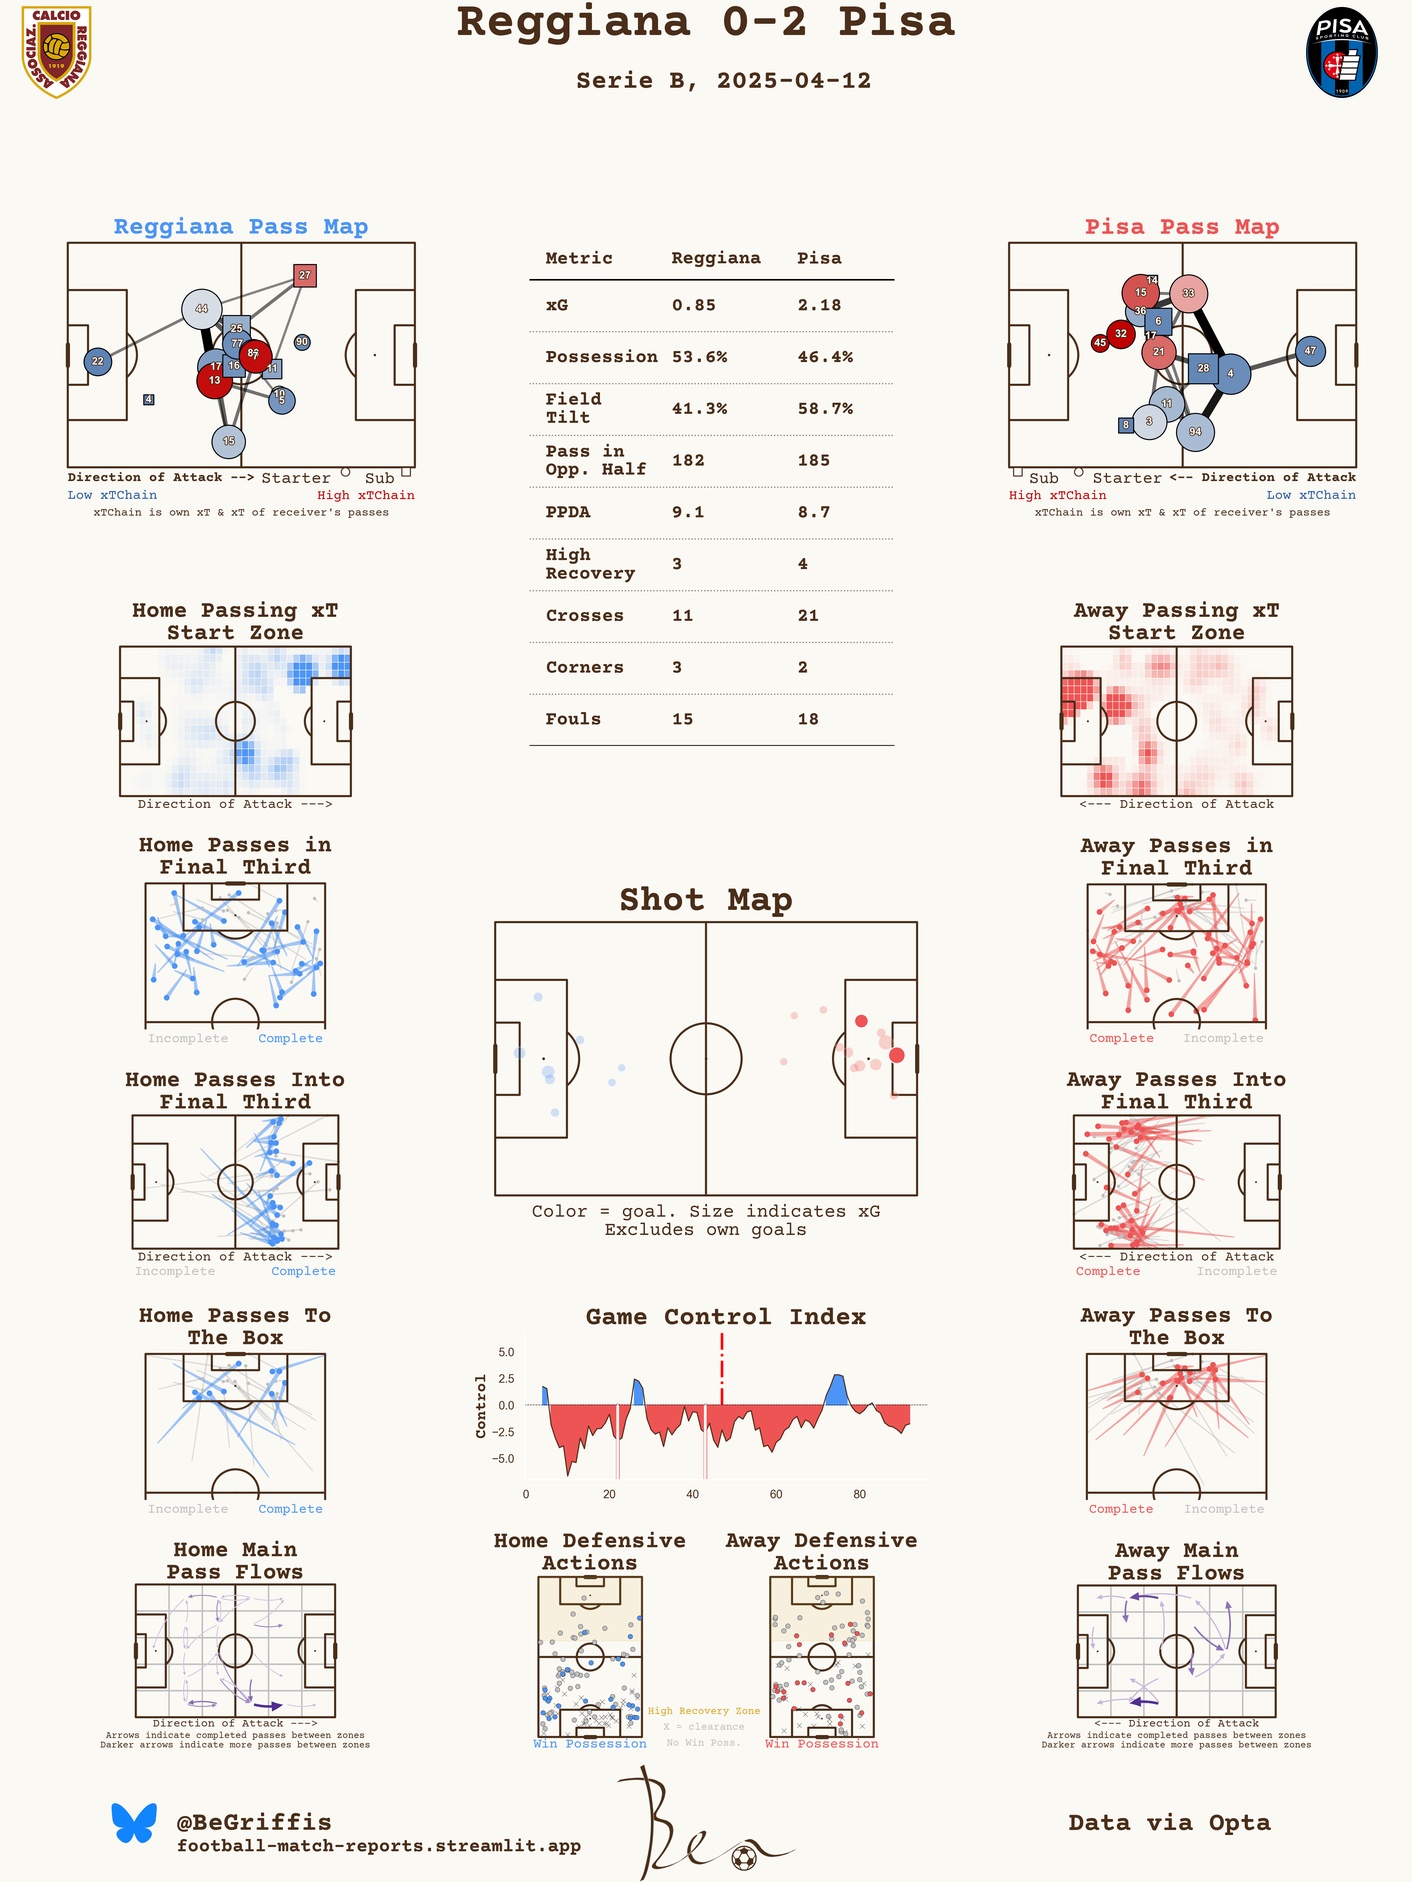 Reggiana 0-2 Pisa
Serie B, 2025-04-12
ASSOCIAZ. CALCIO REGGIANA
1919
PISA
SPORTING CLUB
1909
Reggiana Pass Map
27
44
25
77
22
90
17
16
7
11
13
4
10
5
15
Direction of Attack --> Starter Sub
Low xTChain High xTChain
xTChain is own xT & xT of receiver's passes
Metric Reggiana Pisa
xG 0.85 2.18
Possession 53.6% 46.4%
Field Tilt 41.3% 58.7%
Pass in Opp. Half 182 185
PPDA 9.1 8.7
High Recovery 3 4
Crosses 11 21
Corners 3 2
Fouls 15 18
Pisa Pass Map
14
15
33
36
6
32
17
45
21
47
28
4
11
3
8
94
Sub Starter <-- Direction of Attack
High xTChain Low xTChain
xTChain is own xT & xT of receiver's passes
Home Passing xT
Start Zone
Direction of Attack --->
Away Passing xT
Start Zone
<--- Direction of Attack
Home Passes in
Final Third
Incomplete Complete
Away Passes in
Final Third
Complete Incomplete
Shot Map
Color = goal. Size indicates xG
Excludes own goals
Home Passes Into
Final Third
Direction of Attack --->
Incomplete Complete
Away Passes Into
Final Third
<--- Direction of Attack
Complete Incomplete
Home Passes To
The Box
Incomplete Complete
Game Control Index
Control
5.0
2.5
0.0
−2.5
−5.0
0 20 40 60 80
Away Passes To
The Box
Complete Incomplete
Home Main
Pass Flows
Direction of Attack --->
Arrows indicate completed passes between zones
Darker arrows indicate more passes between zones
Home Defensive
Actions
Win Possession
Away Defensive
Actions
Win Possession
High Recovery Zone
X = clearance
No Win Poss.
Away Main
Pass Flows
<--- Direction of Attack
Arrows indicate completed passes between zones
Darker arrows indicate more passes between zones
@BeGriffis
football-match-reports.streamlit.app
Ben
Data via Opta